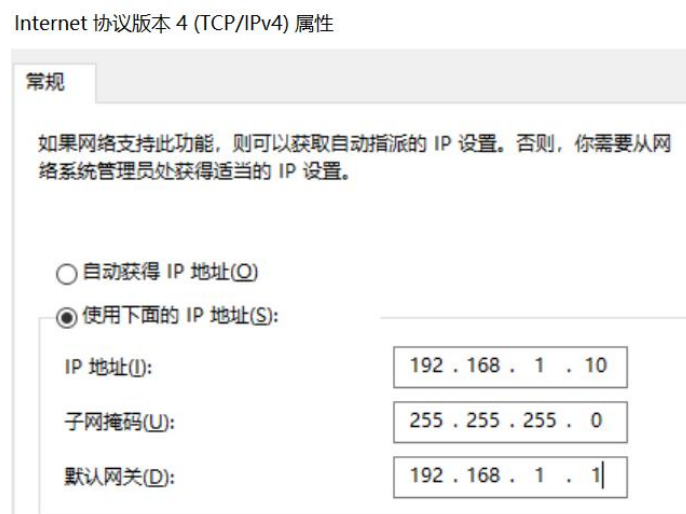 Internet 协议版本 4 (TCP/IPv4) 属性
常规
如果网络支持此功能，则可以获取自动指派的 IP 设置。否则，你需要从网
络系统管理员处获得适当的 IP 设置。
自动获得 IP 地址(O)
使用下面的 IP 地址(S):
IP 地址(I): 192 . 168 . 1 . 10
子网掩码(U): 255 . 255 . 255 . 0
默认网关(D): 192 . 168 . 1 . 1